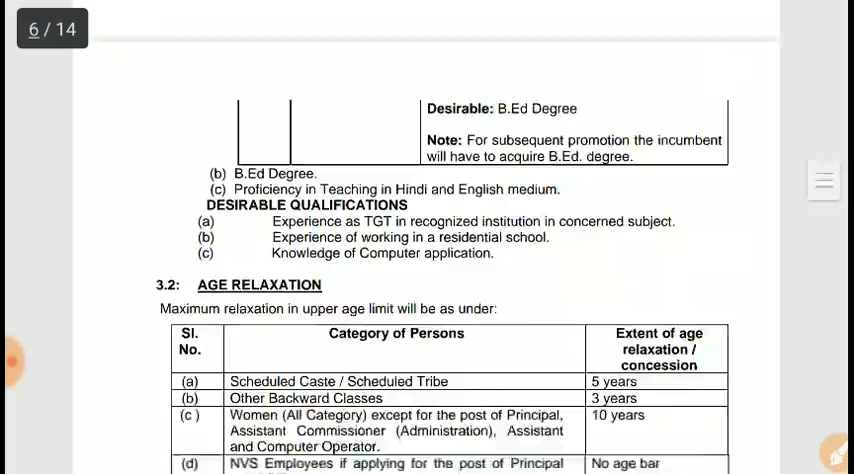 6 / 14
Desirable: B.Ed Degree
Note: For subsequent promotion the incumbent
will have to acquire B.Ed. degree.
(b) B.Ed Degree.
(c) Proficiency in Teaching in Hindi and English medium.
DESIRABLE QUALIFICATIONS
(a) Experience as TGT in recognized institution in concerned subject.
(b) Experience of working in a residential school.
(c) Knowledge of Computer application.
3.2: AGE RELAXATION
Maximum relaxation in upper age limit will be as under:
Sl. No. Category of Persons Extent of age relaxation / concession
(a) Scheduled Caste / Scheduled Tribe 5 years
(b) Other Backward Classes 3 years
(c ) Women (All Category) except for the post of Principal, 10 years
Assistant Commissioner (Administration), Assistant
and Computer Operator.
(d) NVS Employees if applying for the post of Principal No age bar